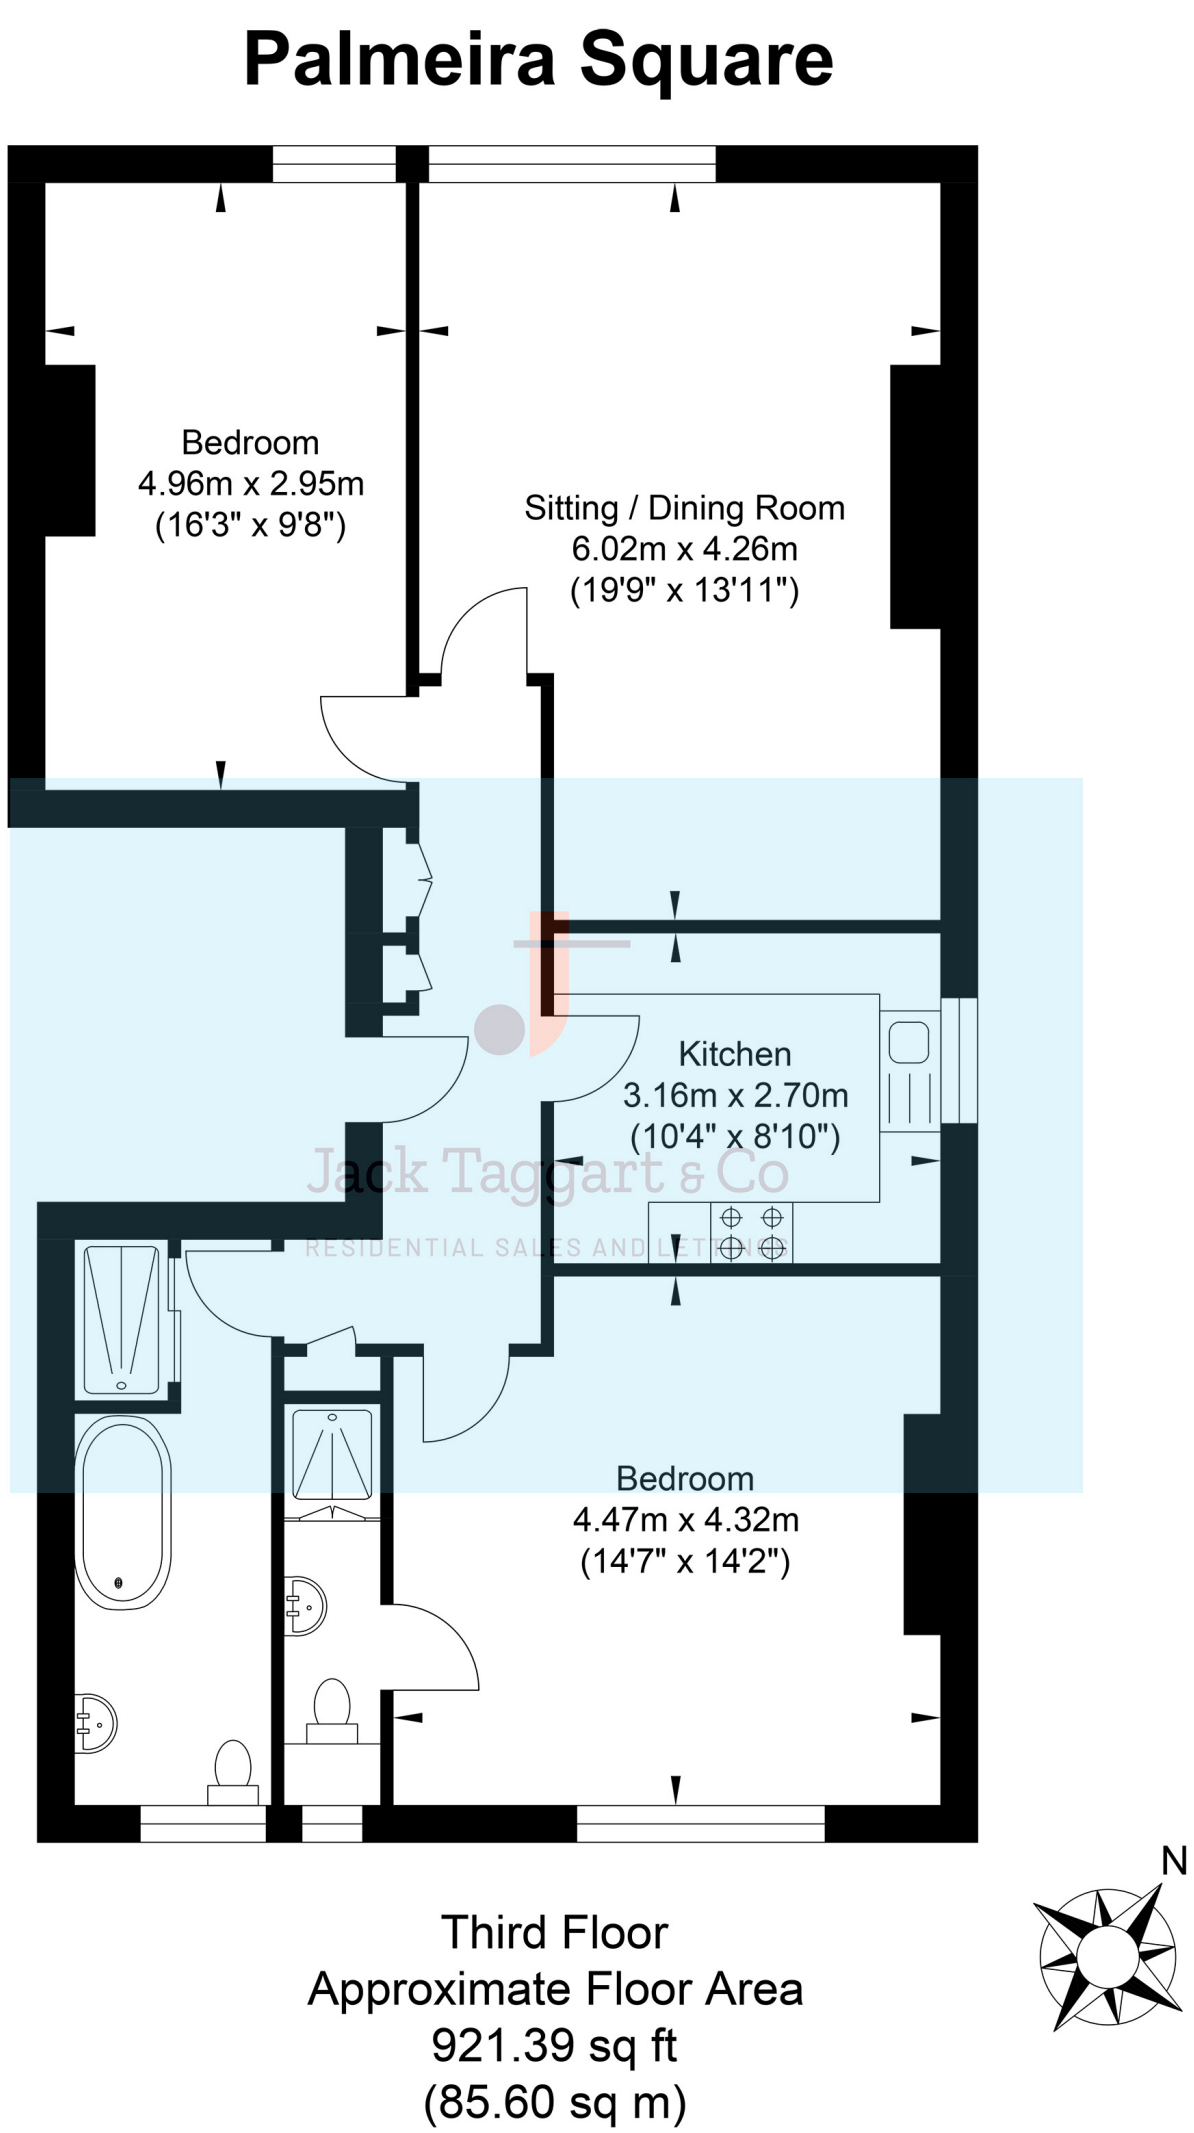 Palmeira Square
Bedroom
4.96m x 2.95m
(16'3" x 9'8")
Sitting / Dining Room
6.02m x 4.26m
(19'9" x 13'11")
Kitchen
3.16m x 2.70m
(10'4" x 8'10")
Jack Taggart & Co
RESIDENTIAL SALES AND LETTINGS
Bedroom
4.47m x 4.32m
(14'7" x 14'2")
N
Third Floor
Approximate Floor Area
921.39 sq ft
(85.60 sq m)